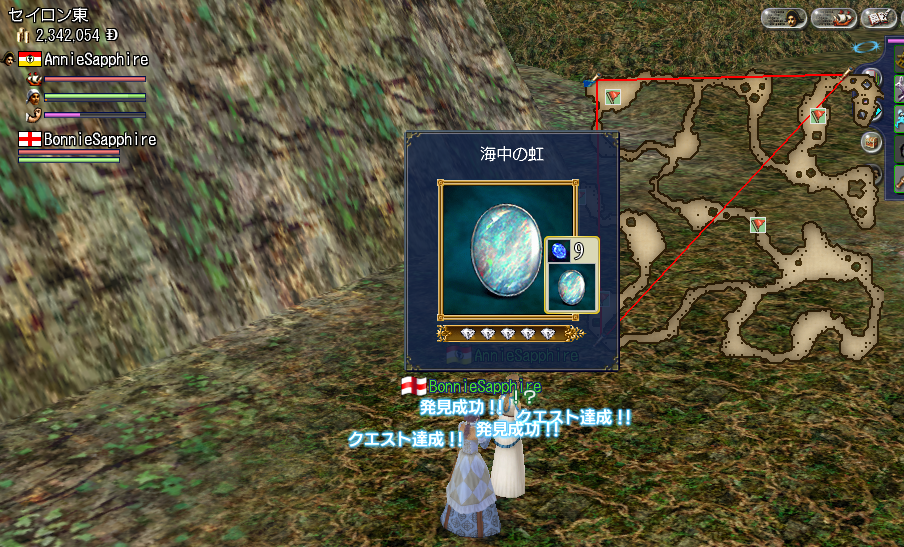 セイロン東
2,342,054 D
AnnieSapphire
BonnieSapphire
海中の虹
9
AnnieSapphire
BonnieSapphire
!?
発見成功!!
クエスト達成!!
発見成功!!
クエスト達成!!